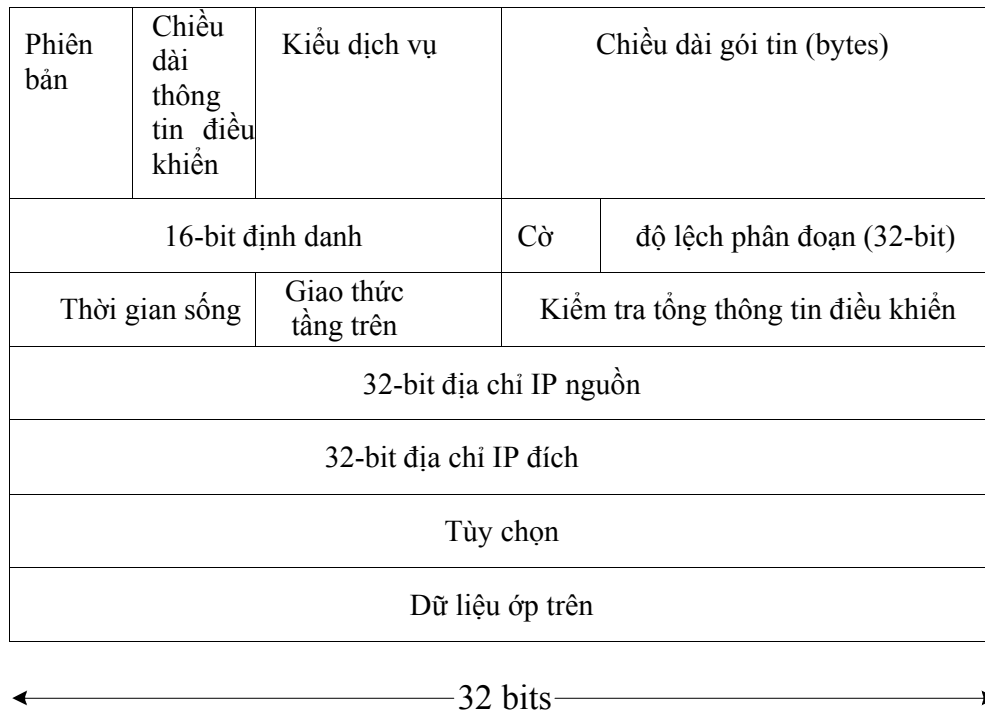 Phiên
bản
Chiều
dài
thông
tin điều
khiển
Kiểu dịch vụ
Chiều dài gói tin (bytes)
16-bit định danh
Cờ
độ lệch phân đoạn (32-bit)
Thời gian sống
Giao thức
tầng trên
Kiểm tra tổng thông tin điều khiển
32-bit địa chỉ IP nguồn
32-bit địa chỉ IP đích
Tùy chọn
Dữ liệu ớp trên
32 bits